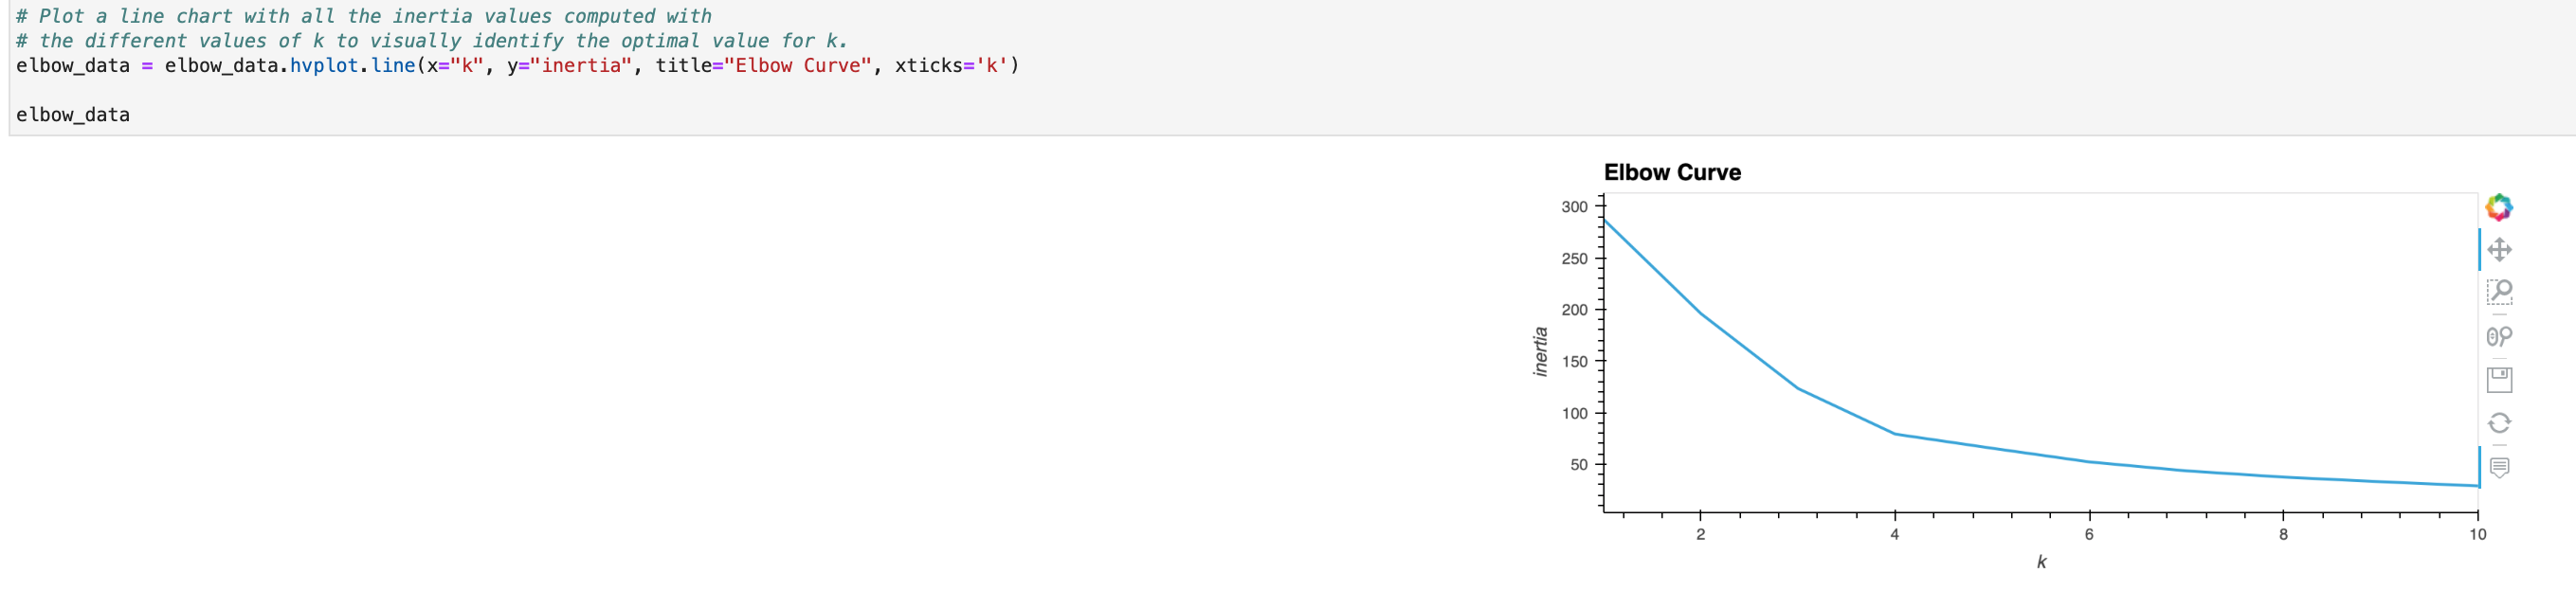 # Plot a line chart with all the inertia values computed with
# the different values of k to visually identify the optimal value for k.
elbow_data = elbow_data.hvplot.line(x="k", y="inertia", title="Elbow Curve", xticks='k')
elbow_data
Elbow Curve
300
250
200
150
100
50
inertia
2 4 6 8 10
k